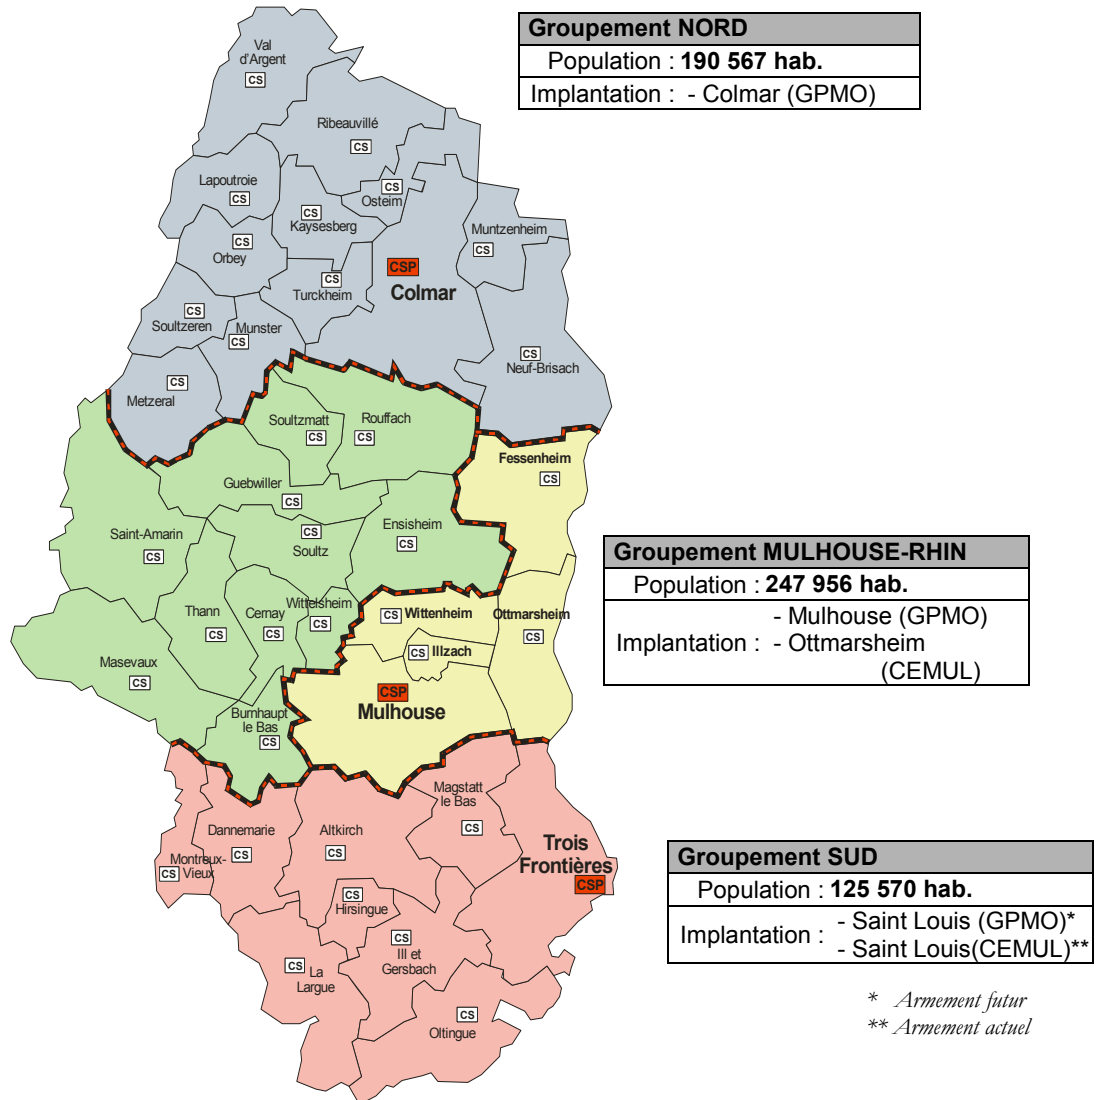 Groupement NORD
Population : 190 567 hab.
Implantation : - Colmar (GPMO)
Val
d'Argent
CS
Ribeauvillé
CS
Lapoutroie
CS
CS
Osteim
CS
Kaysesberg
Muntzenheim
CS
CS
Orbey
CSP
Colmar
CS
Turckheim
CS
Soultzeren
Munster
CS
CS
Neuf-Brisach
CS
Metzeral
Soultzmatt
CS
Rouffach
CS
Fessenheim
CS
Guebwiller
CS
Ensisheim
CS
CS
Soultz
Saint-Amarin
CS
Groupement MULHOUSE-RHIN
Population : 247 956 hab.
- Mulhouse (GPMO)
Implantation : - Ottmarsheim
(CEMUL)
Thann
CS
Cernay
CS
Wittelsheim
CS
CS Wittenheim
Ottmarsheim
CS
CS Illzach
Masevaux
CS
CSP
Mulhouse
Burnhaupt
le Bas
CS
Magstatt
le Bas
CS
Dannemarie
CS
Altkirch
CS
Montreux-
Vieux
CS
Trois
Frontières
CSP
Groupement SUD
Population : 125 570 hab.
- Saint Louis (GPMO)*
Implantation :
- Saint Louis(CEMUL)**
CS
Hirsingue
CS
Ill et
Gersbach
CS
La
Largue
CS
Oltingue
* Armement futur
** Armement actuel